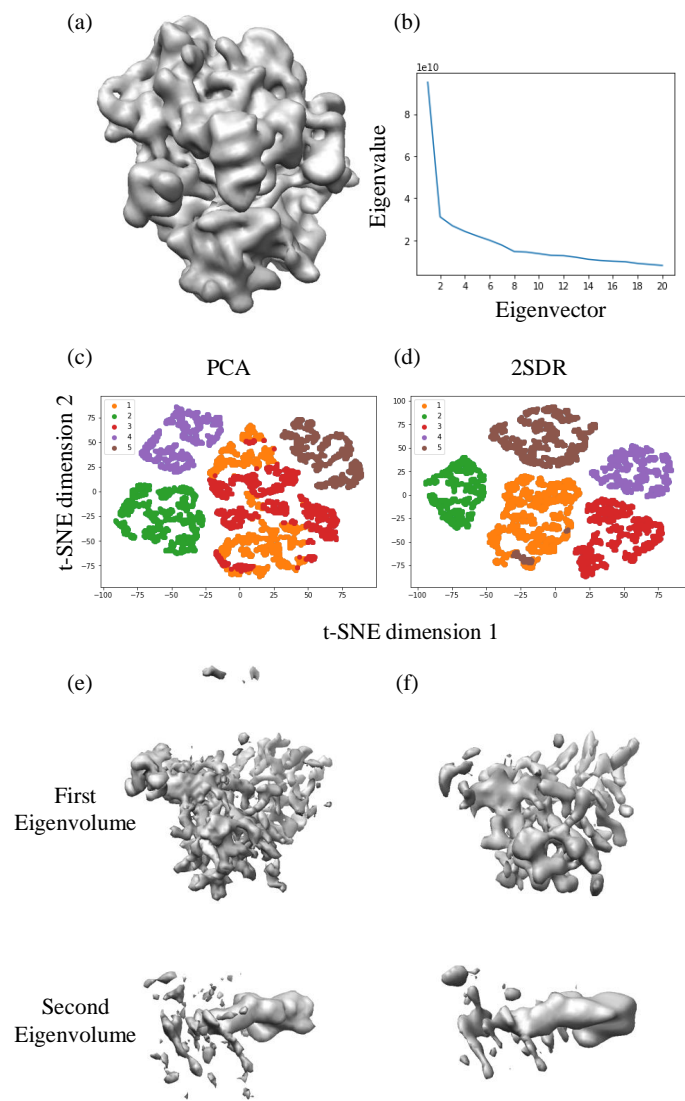 (a)
(b)
1e10
8
6
4
2
Eigenvalue
2 4 6 8 10 12 14 16 18 20
Eigenvector
(c)
PCA
(d)
2SDR
t-SNE dimension 2
1
2
3
4
5
75
50
25
0
−25
−50
−75
−100 −75 −50 −25 0 25 50 75
1
2
3
4
5
100
75
50
25
0
−25
−50
−75
−100 −75 −50 −25 0 25 50 75
t-SNE dimension 1
(e)
(f)
First
Eigenvolume
Second
Eigenvolume